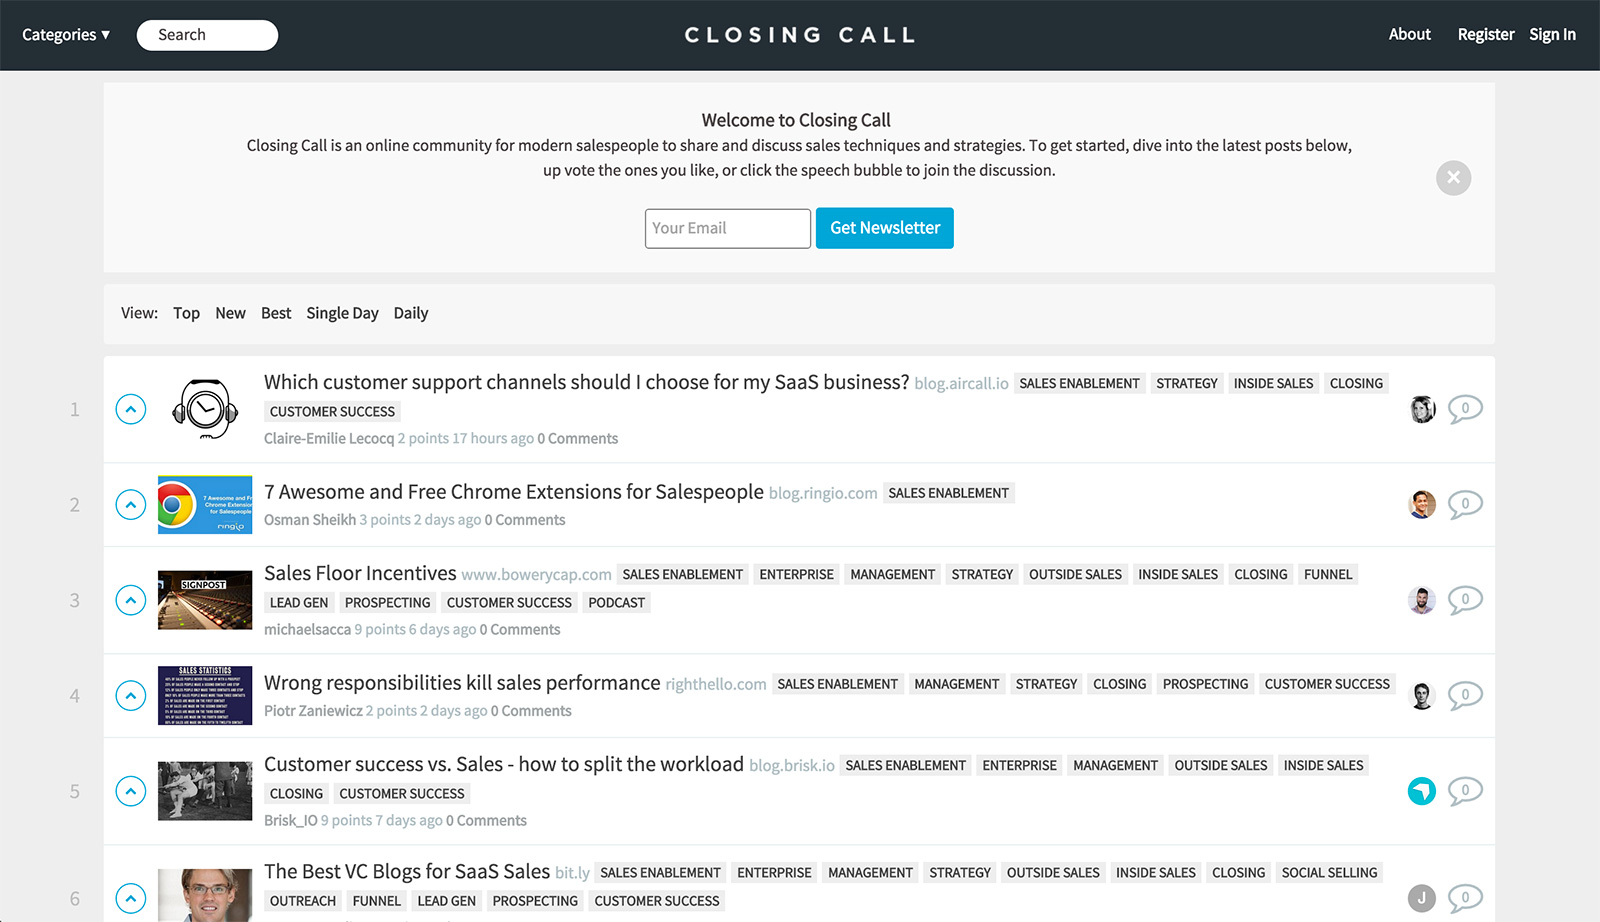 Categories ▾ Search CLOSING CALL About Register Sign In
Welcome to Closing Call
Closing Call is an online community for modern salespeople to share and discuss sales techniques and strategies. To get started, dive into the latest posts below,
up vote the ones you like, or click the speech bubble to join the discussion.
Your Email Get Newsletter
View: Top New Best Single Day Daily
Which customer support channels should I choose for my SaaS business? blog.aircall.io SALES ENABLEMENT STRATEGY INSIDE SALES CLOSING
1 CUSTOMER SUCCESS 0
Claire-Emilie Lecocq 2 points 17 hours ago 0 Comments
7 Awesome and Free Chrome Extensions for Salespeople blog.ringio.com SALES ENABLEMENT
2 7 Awesome and Fr 0
Chrome Extension
for Salespeople
ringio
Osman Sheikh 3 points 2 days ago 0 Comments
Sales Floor Incentives www.bowerycap.com SALES ENABLEMENT ENTERPRISE MANAGEMENT STRATEGY OUTSIDE SALES INSIDE SALES CLOSING FUNNEL
3 SIGNPOST LEAD GEN PROSPECTING CUSTOMER SUCCESS PODCAST 0
michaelsacca 9 points 6 days ago 0 Comments
Wrong responsibilities kill sales performance righthello.com SALES ENABLEMENT MANAGEMENT STRATEGY CLOSING PROSPECTING CUSTOMER SUCCESS
4 SALES STATISTICS 0
Piotr Zaniewicz 2 points 2 days ago 0 Comments
Customer success vs. Sales - how to split the workload blog.brisk.io SALES ENABLEMENT ENTERPRISE MANAGEMENT OUTSIDE SALES INSIDE SALES
5 CLOSING CUSTOMER SUCCESS 0
Brisk_IO 9 points 7 days ago 0 Comments
The Best VC Blogs for SaaS Sales bit.ly SALES ENABLEMENT ENTERPRISE MANAGEMENT STRATEGY OUTSIDE SALES INSIDE SALES CLOSING SOCIAL SELLING
6 OUTREACH FUNNEL LEAD GEN PROSPECTING CUSTOMER SUCCESS J 0